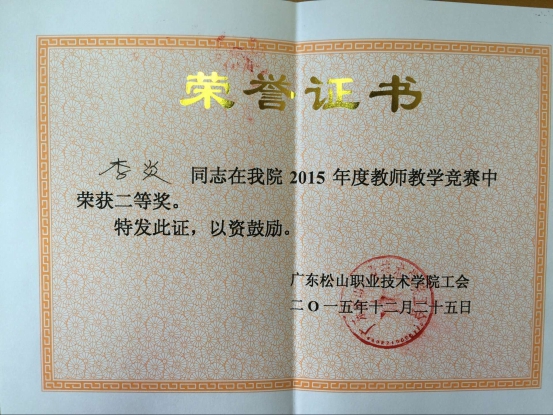 荣誉证书
李炎 同志在我院 2015 年度教师教学竞赛中
荣获二等奖。
特发此证，以资鼓励。
广东松山职业技术学院工会
二O一五年十二月二十五日